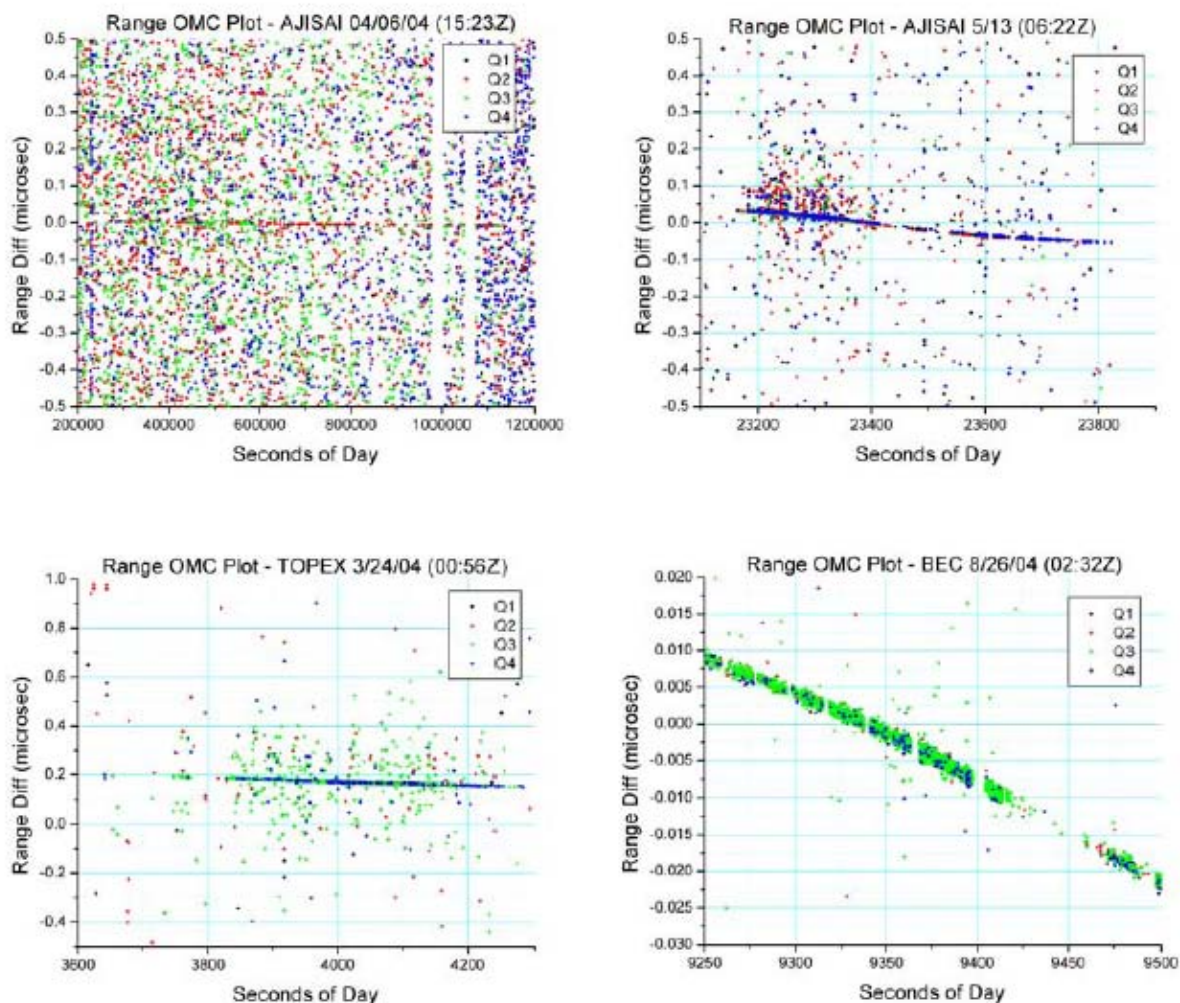 Range OMC Plot - AJISAI 04/06/04 (15:23Z)
Range Diff (microsec)
0.5
0.4
0.3
0.2
0.1
0.0
-0.1
-0.2
-0.3
-0.4
-0.5
Q1
Q2
Q3
Q4
200000 400000 600000 800000 1000000 1200000
Seconds of Day
Range OMC Plot - AJISAI 5/13 (06:22Z)
Range Diff (microsec)
0.5
0.4
0.3
0.2
0.1
0.0
-0.1
-0.2
-0.3
-0.4
-0.5
Q1
Q2
Q3
Q4
23200 23400 23600 23800
Seconds of Day
Range OMC Plot - TOPEX 3/24/04 (00:56Z)
Range Diff (microsec)
1.0
0.8
0.6
0.4
0.2
0.0
-0.2
-0.4
Q1
Q2
Q3
Q4
3600 3800 4000 4200
Seconds of Day
Range OMC Plot - BEC 8/26/04 (02:32Z)
Range Diff (microsec)
0.020
0.015
0.010
0.005
0.000
-0.005
-0.010
-0.015
-0.020
-0.025
-0.030
Q1
Q2
Q3
Q4
9250 9300 9350 9400 9450 9500
Seconds of Day